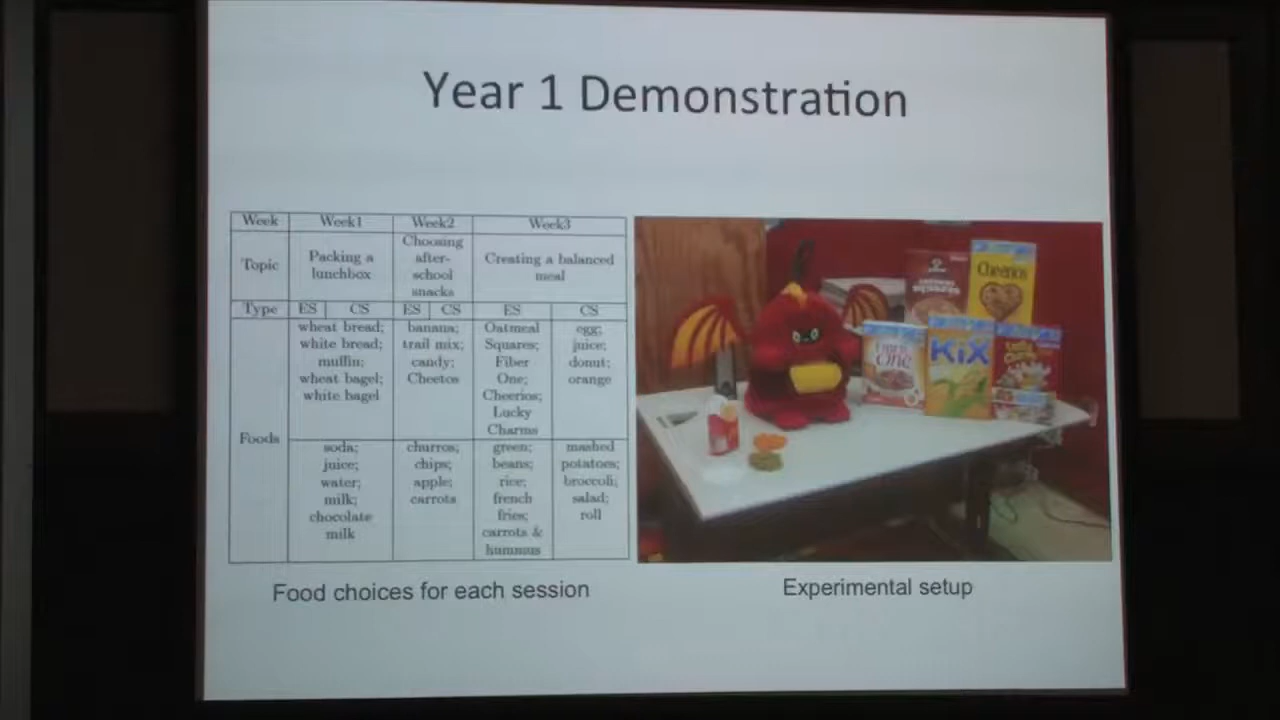 Year 1 Demonstration
Week Week1 Week2 Week3
Topic Packing a lunchbox Choosing after-school snacks Creating a balanced meal
Type ES CS ES CS ES CS
Foods
wheat bread;
white bread;
muffin;
wheat bagel;
white bagel
banana;
trail mix;
candy;
Cheetos
Oatmeal
Squares;
Fiber
One;
Cheerios;
Lucky
Charms
egg;
juice;
donut;
orange
soda;
juice;
water;
milk;
chocolate
milk
churros;
chips;
apple;
carrots
green;
beans;
rice;
french
fries;
carrots &
hummus
mashed
potatoes;
broccoli;
salad;
roll
Cheerios
Fiber
One
KiX
Lucky
Food choices for each session
Experimental setup